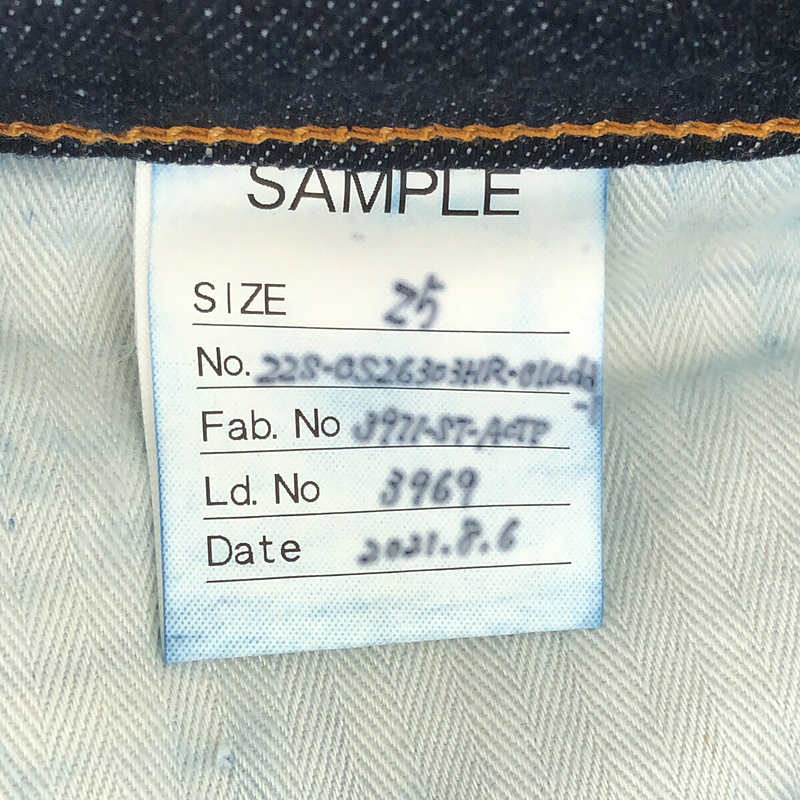 SAMPLE
SIZE 25
No.
Fab. No
Ld. No 3969
Date 2021.8.6